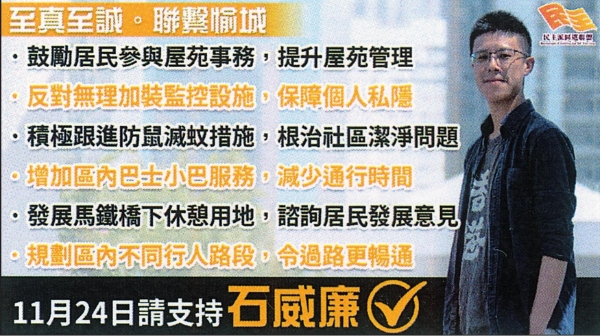 至真至誠。聯繫愉城
民主
民主派區選聯盟
・鼓勵居民參與屋苑事務，提升屋苑管理
・反對無理加裝監控設施，保障個人私隱
・積極跟進防鼠滅蚊措施，根治社區潔淨問題
・增加區內巴士小巴服務，減少通行時間
・發展馬鐵橋下休憩用地，諮詢居民發展意見
・規劃區內不同行人路段，令過路更暢通
11月24日請支持 石威廉